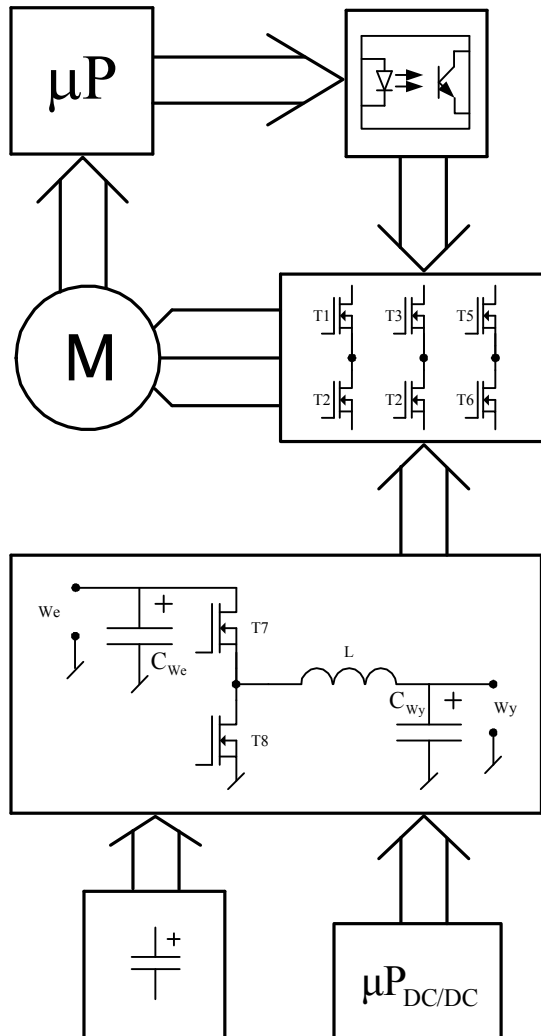 μP
T1 T3 T5
M
T2 T2 T6
We + T7
C_We
L
C_Wy + Wy
T8
+
μP_DC/DC